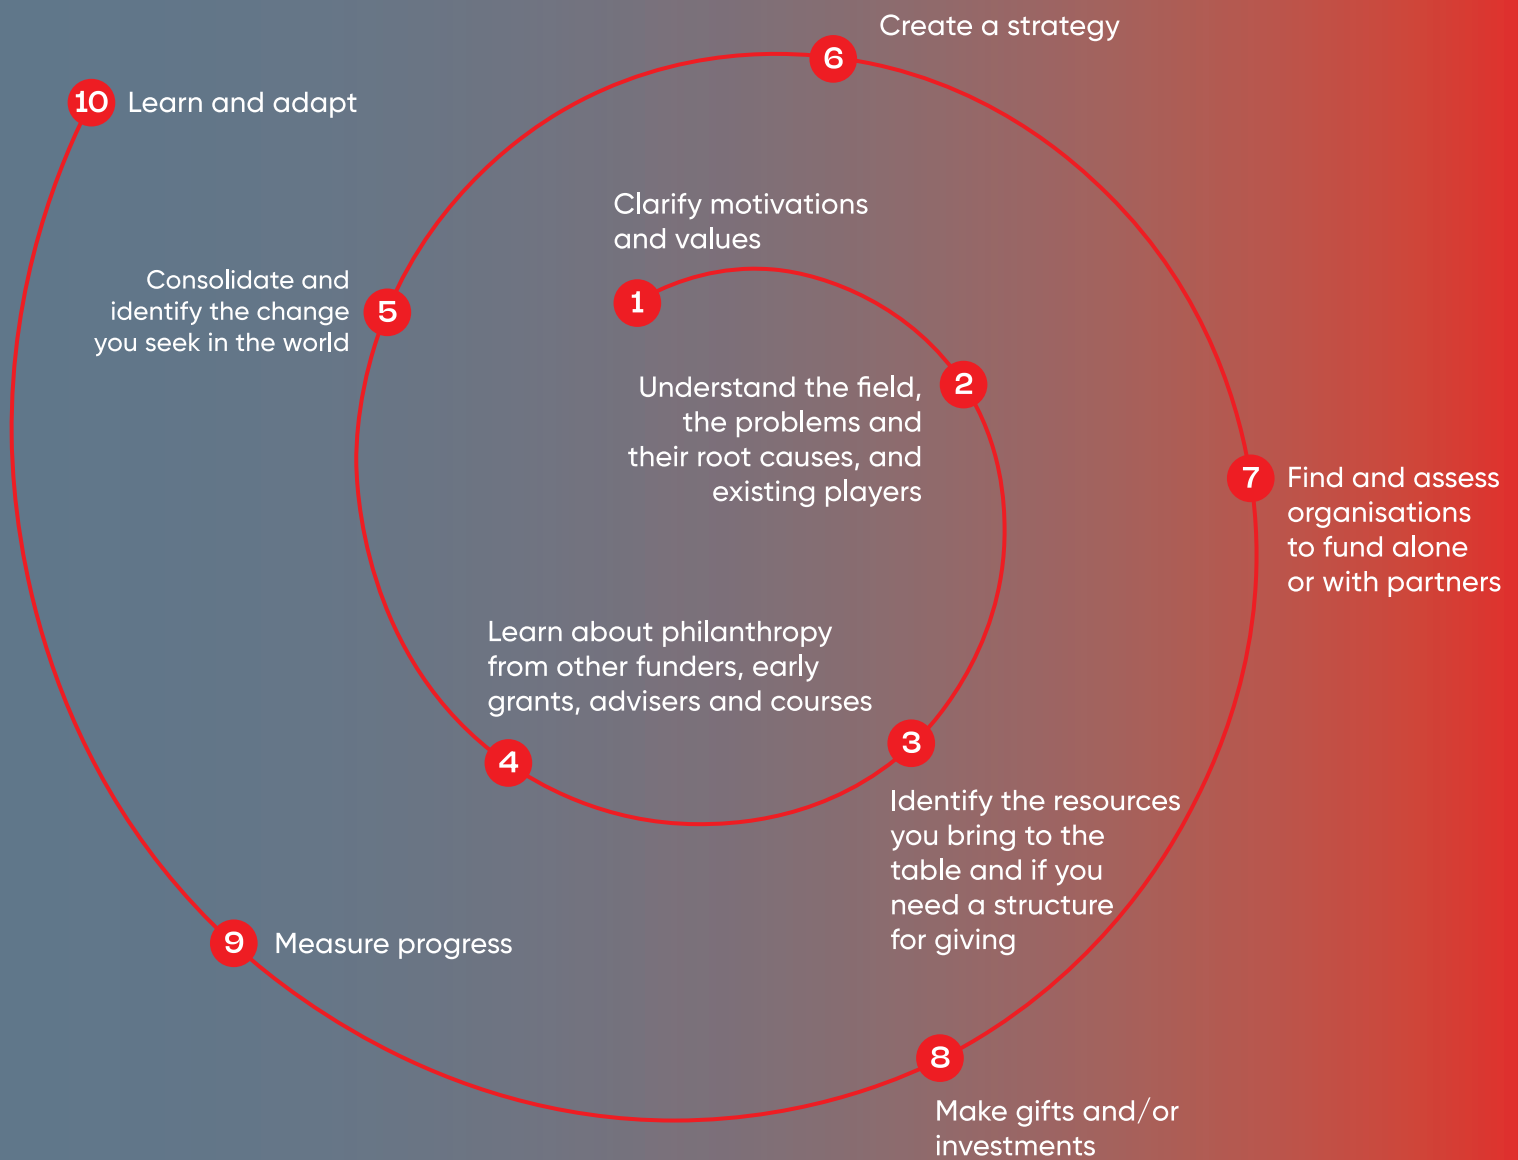 1
Clarify motivations
and values
2
Understand the field,
the problems and
their root causes, and
existing players
3
Identify the resources
you bring to the
table and if you
need a structure
for giving
4
Learn about philanthropy
from other funders, early
grants, advisers and courses
5
Consolidate and
identify the change
you seek in the world
6
Create a strategy
7
Find and assess
organisations
to fund alone
or with partners
8
Make gifts and/or
investments
9
Measure progress
10
Learn and adapt